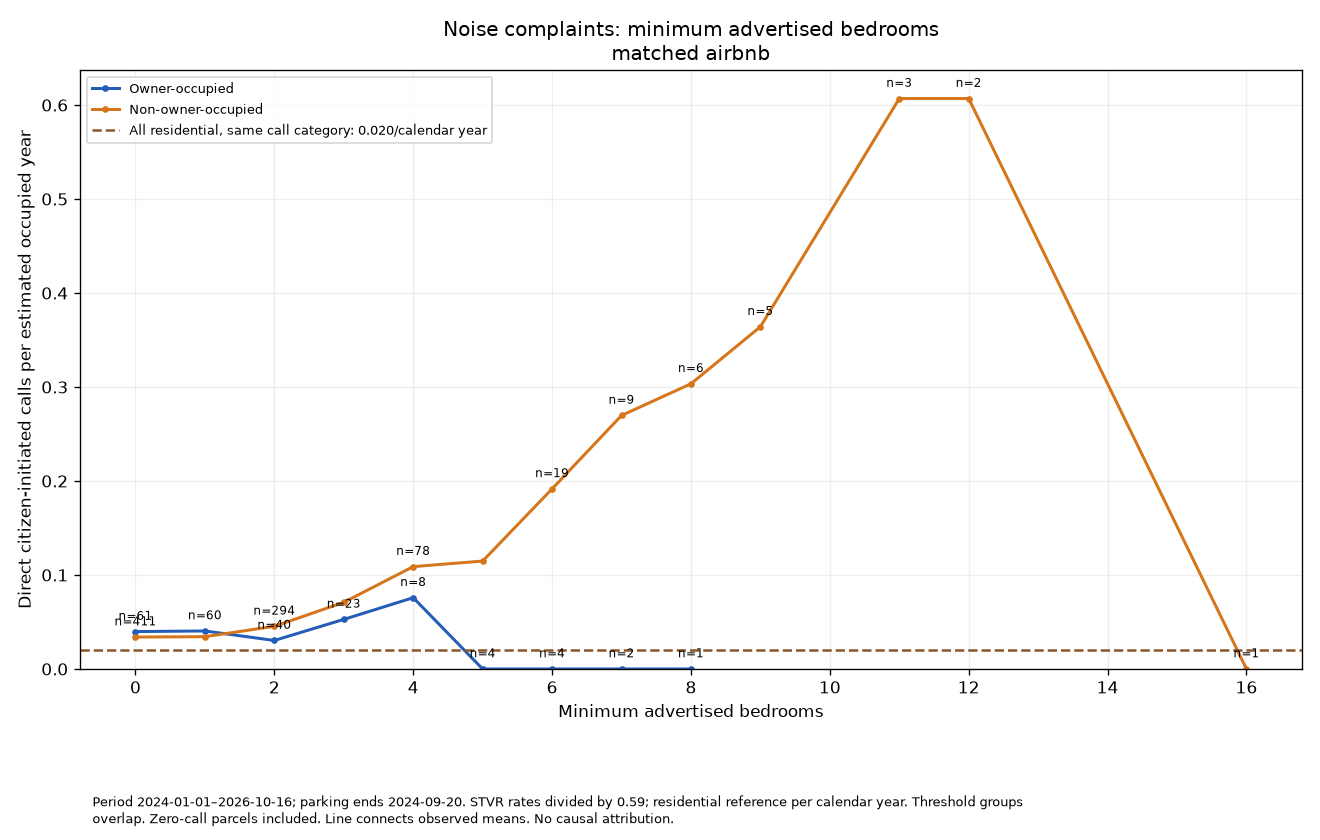 Noise complaints: minimum advertised bedrooms
matched airbnb
Owner-occupied
Non-owner-occupied
All residential, same call category: 0.020/calendar year
Direct citizen-initiated calls per estimated occupied year
0.6
0.5
0.4
0.3
0.2
0.1
0.0
n=3
n=2
n=5
n=6
n=9
n=19
n=78
n=8
n=23
n=294
n=40
n=60
n=61
n=411
n=4
n=4
n=2
n=1
n=1
0
2
4
6
8
10
12
14
16
Minimum advertised bedrooms
Period 2024-01-01–2026-10-16; parking ends 2024-09-20. STVR rates divided by 0.59; residential reference per calendar year. Threshold groups
overlap. Zero-call parcels included. Line connects observed means. No causal attribution.